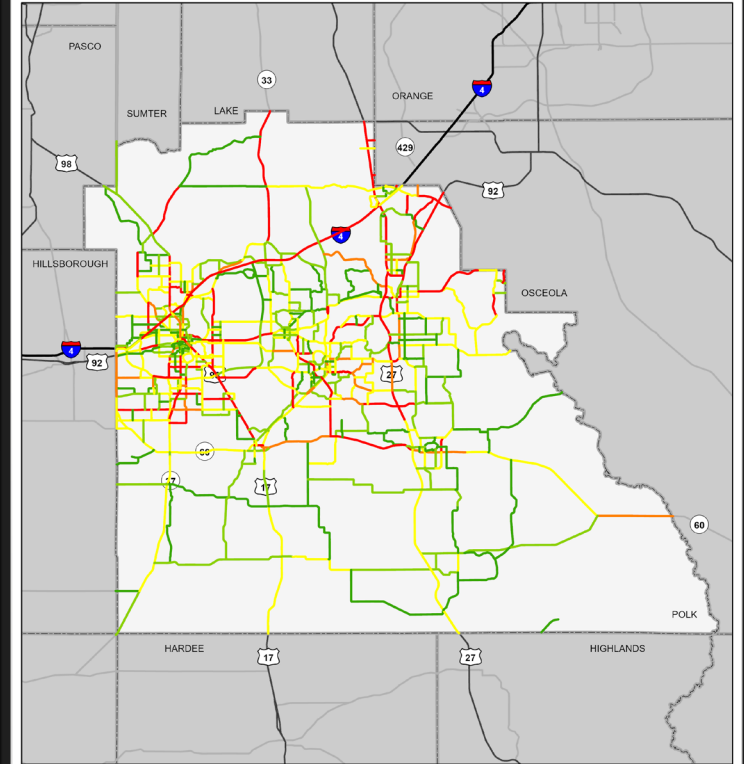 PASCO
33
4
LAKE
ORANGE
SUMTER
429
98
92
4
HILLSBOROUGH
OSCEOLA
4
92
27
17
60
POLK
HARDEE
HIGHLANDS
17
27